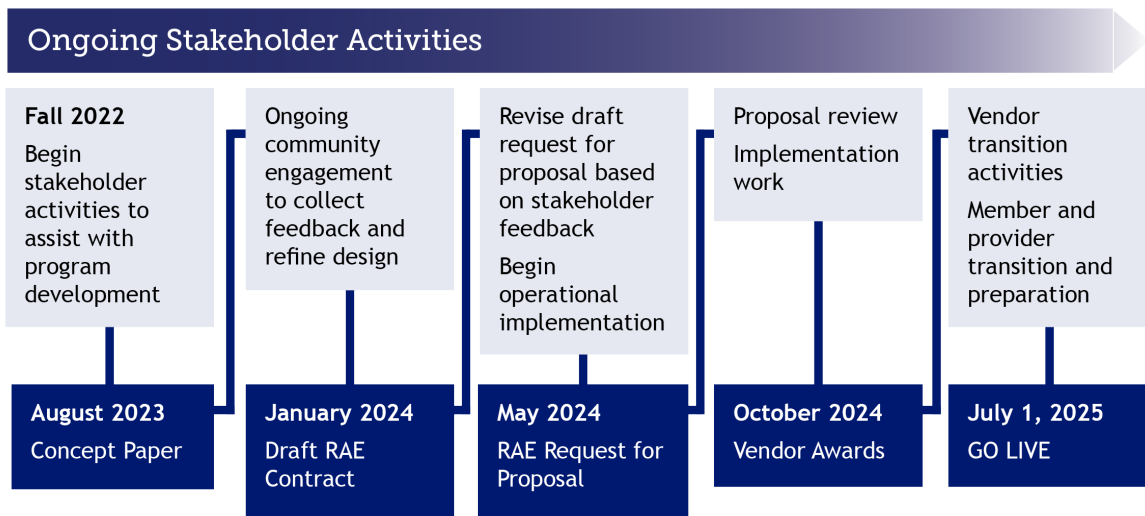 Ongoing Stakeholder Activities
Fall 2022
Begin
stakeholder
activities to
assist with
program
development
August 2023
Concept Paper
Ongoing
community
engagement
to collect
feedback and
refine design
January 2024
Draft RAE
Contract
Revise draft
request for
proposal based
on stakeholder
feedback
Begin
operational
implementation
May 2024
RAE Request for
Proposal
Proposal review
Implementation
work
October 2024
Vendor Awards
Vendor
transition
activities
Member and
provider
transition and
preparation
July 1, 2025
GO LIVE